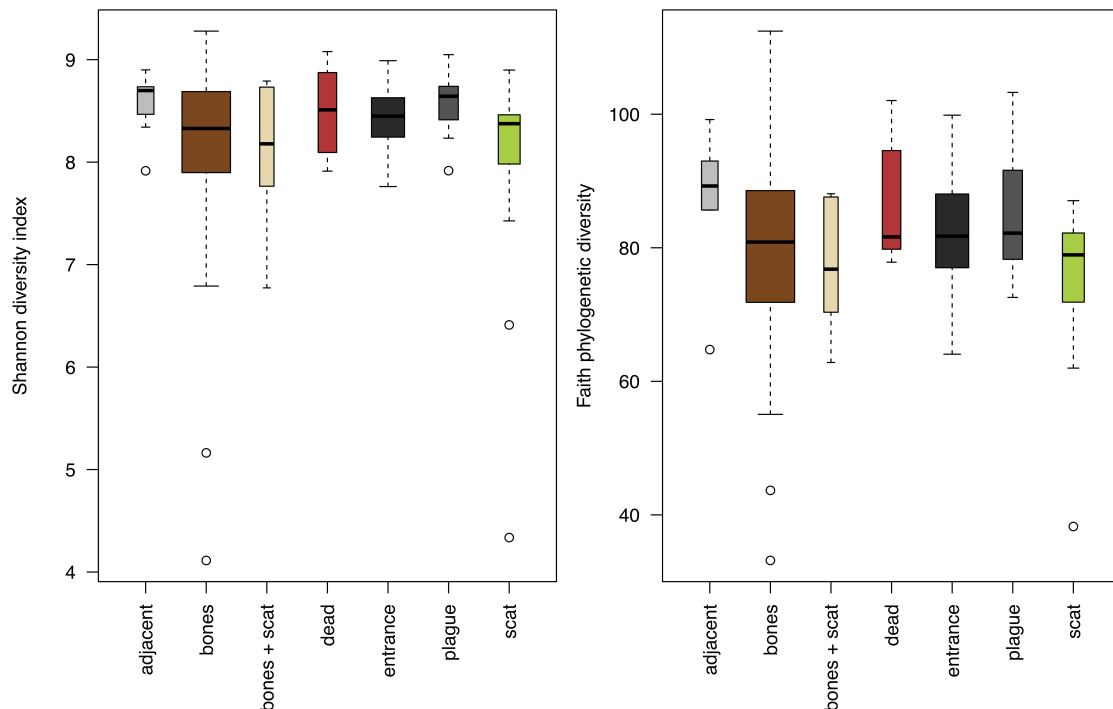 Shannon diversity index
9
8
7
6
5
4
adjacent
bones
bones + scat
dead
entrance
plague
scat
Faith phylogenetic diversity
100
80
60
40
adjacent
bones
bones + scat
dead
entrance
plague
scat